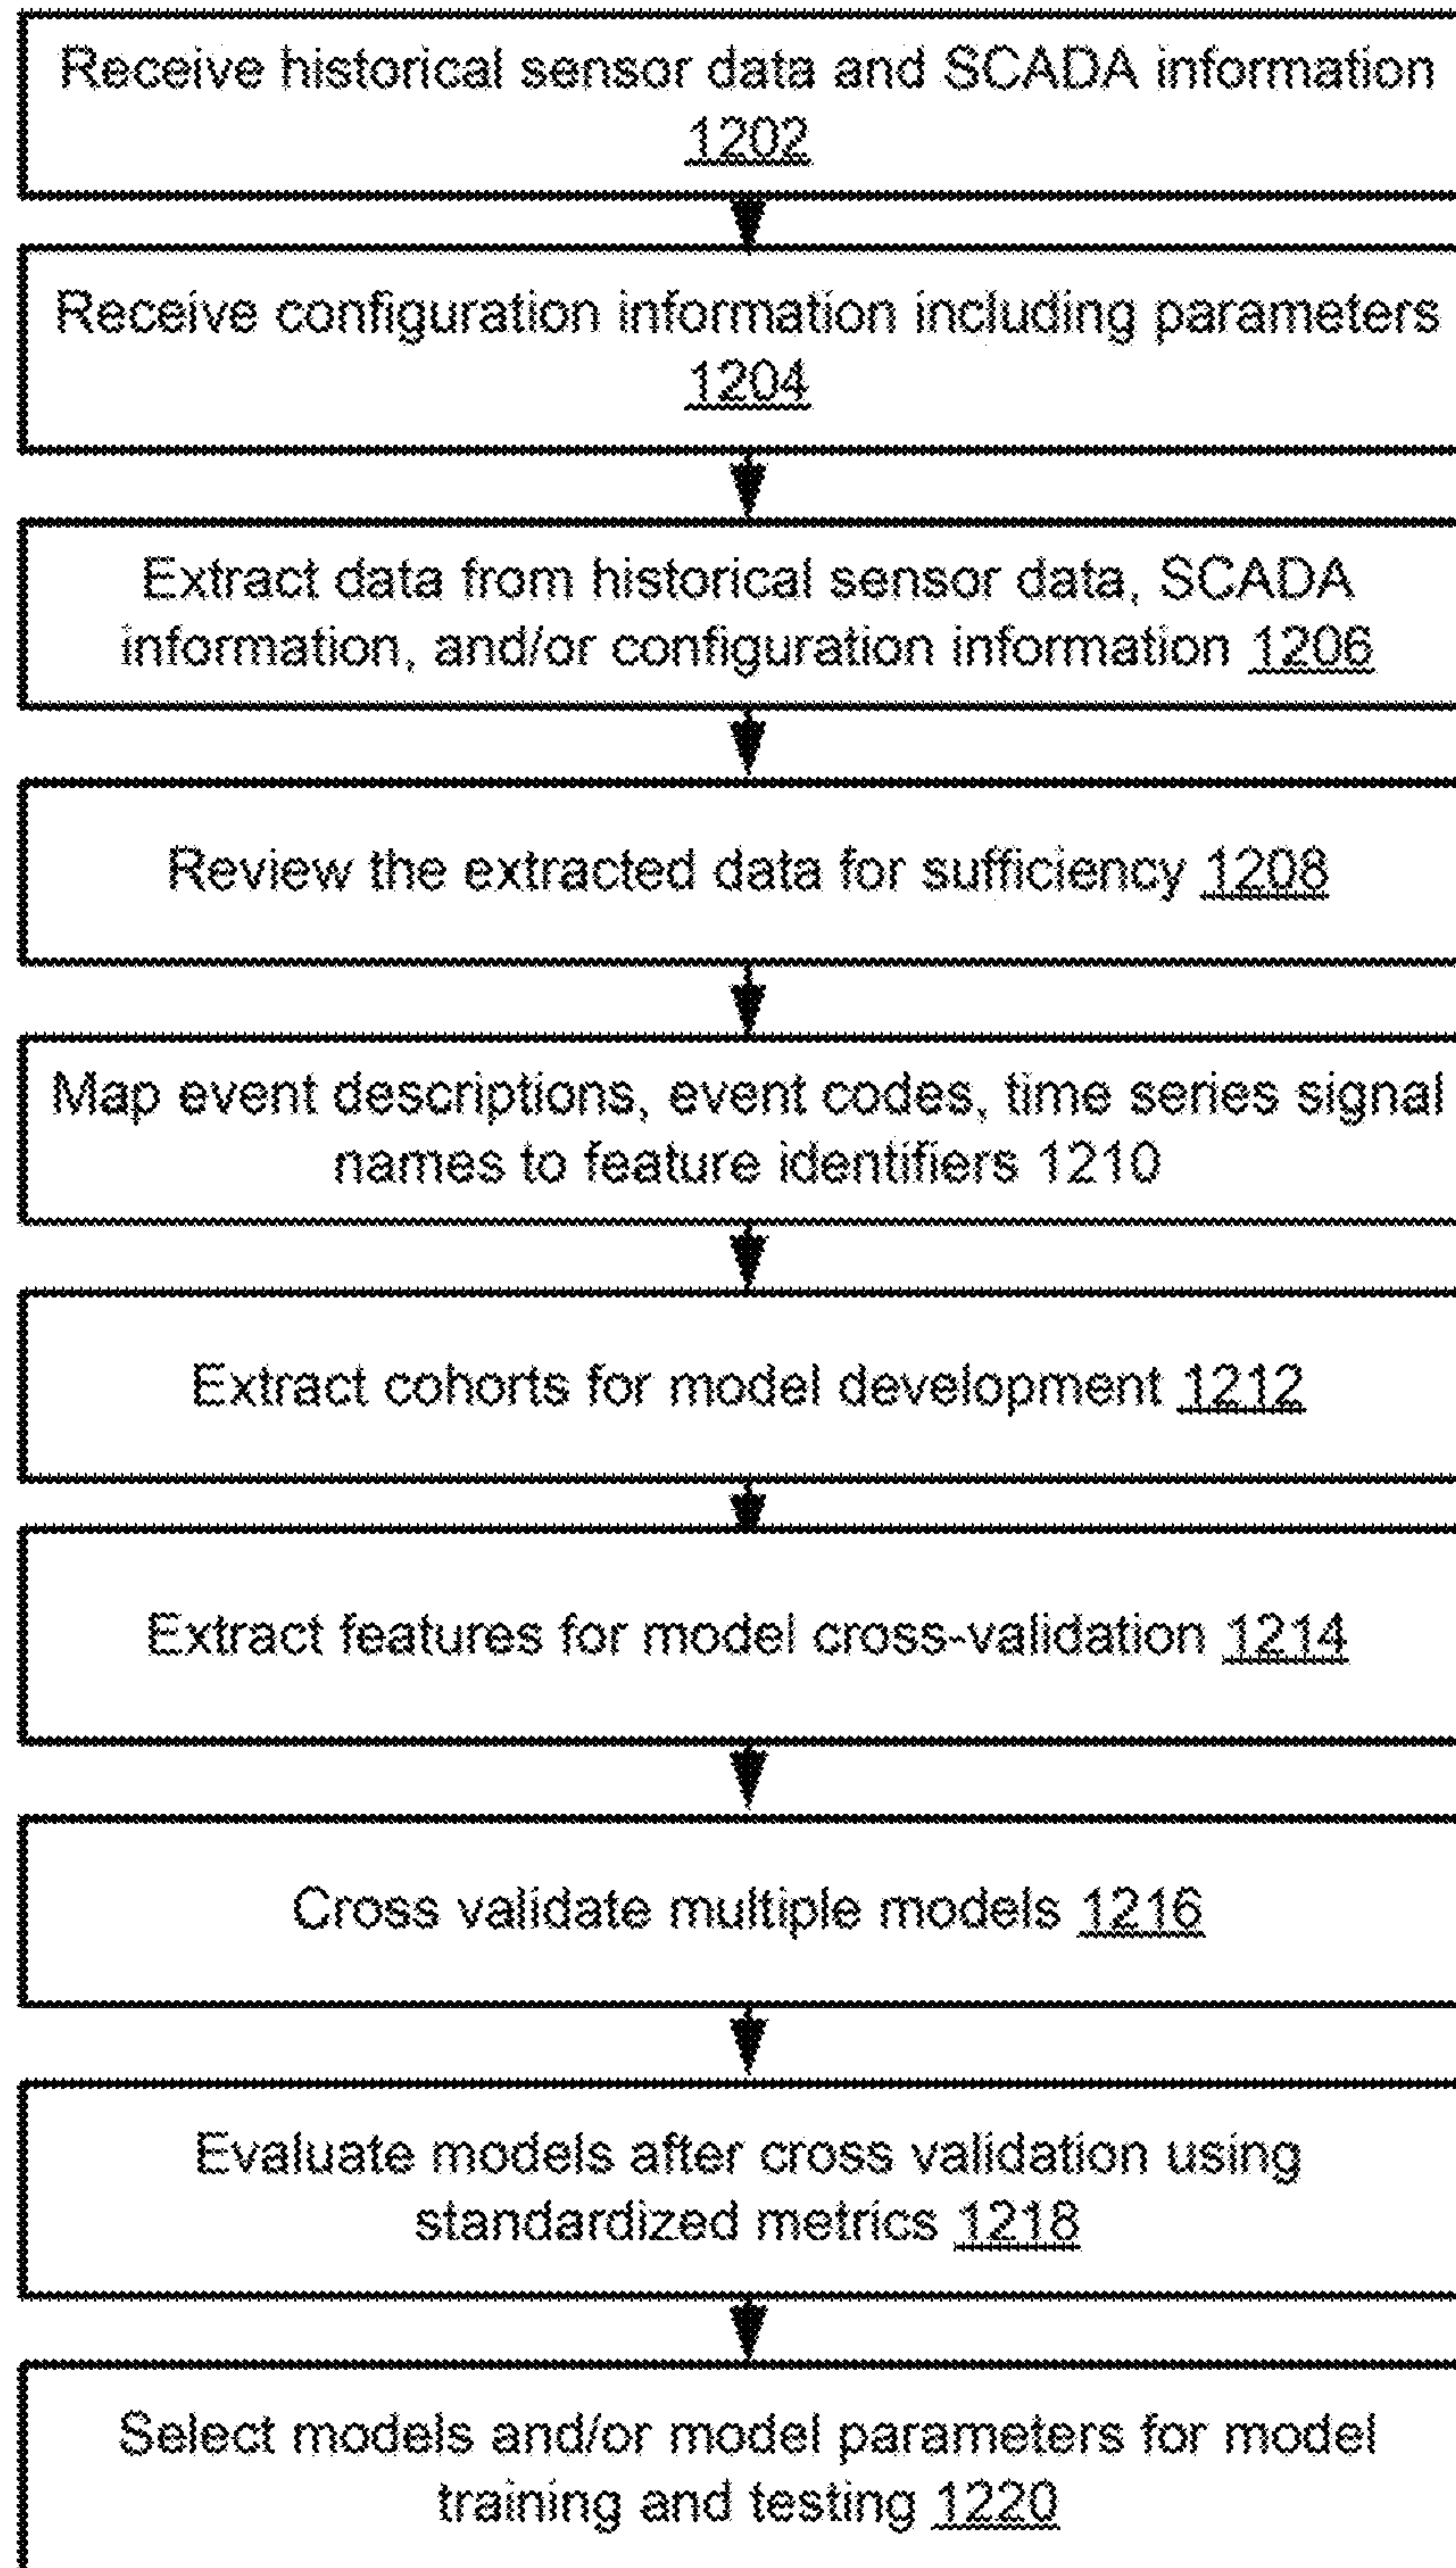 Receive historical sensor data and SCADA information
1202
Receive configuration information including parameters
1204
Extract data from historical sensor data, SCADA
information, and/or configuration information 1206
Review the extracted data for sufficiency 1208
Map event descriptions, event codes, time series signal
names to feature identifiers 1210
Extract cohorts for model development 1212
Extract features for model cross-validation 1214
Cross validate multiple models 1216
Evaluate models after cross validation using
standardized metrics 1218
Select models and/or model parameters for model
training and testing 1220